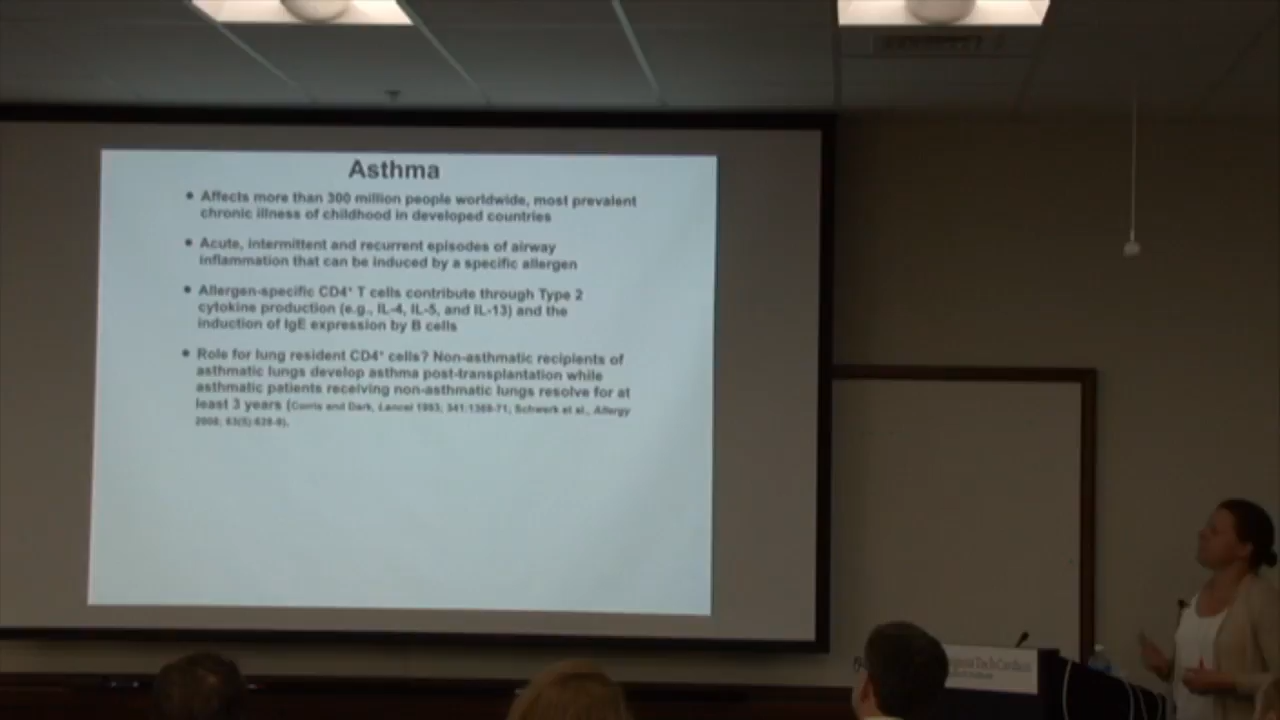 Asthma
• Affects more than 300 million people worldwide, most prevalent
chronic illness of childhood in developed countries
• Acute, intermittent and recurrent episodes of airway
inflammation that can be induced by a specific allergen
• Allergen-specific CD4⁺ T cells contribute through Type 2
cytokine production (e.g., IL-4, IL-5, and IL-13) and the
induction of IgE expression by B cells
• Role for lung resident CD4⁺ cells? Non-asthmatic recipients of
asthmatic lungs develop asthma post-transplantation while
asthmatic patients receiving non-asthmatic lungs resolve for at
least 3 years (Corris and Dark, Lancet 1993; 341:1369-71, Schwerk et al., Allergy